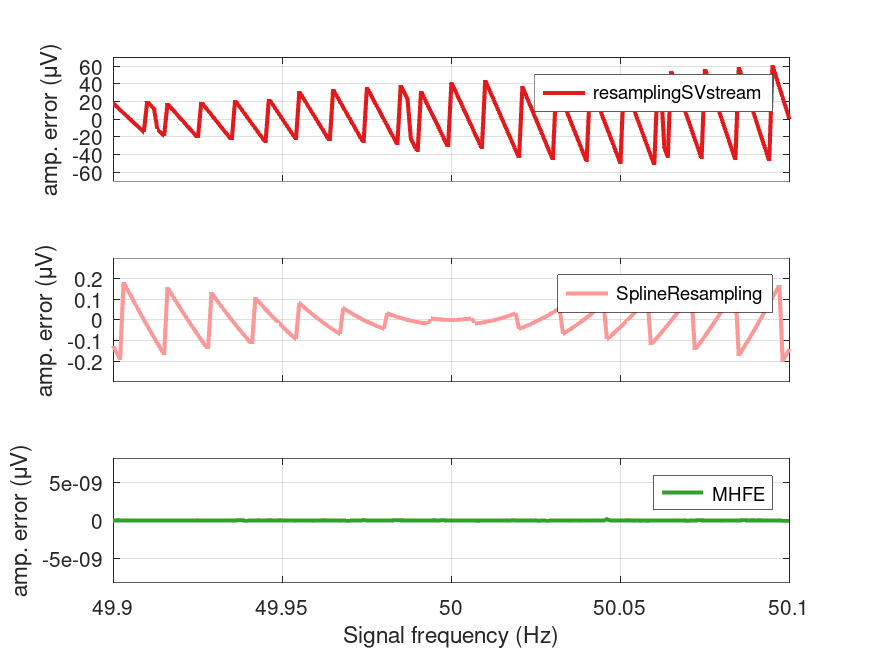 amp. error (µV)
60
40
20
0
-20
-40
-60
resamplingSVstream
amp. error (µV)
0.2
0.1
0
-0.1
-0.2
SplineResampling
amp. error (µV)
5e-09
0
-5e-09
MHFE
49.9 49.95 50 50.05 50.1
Signal frequency (Hz)